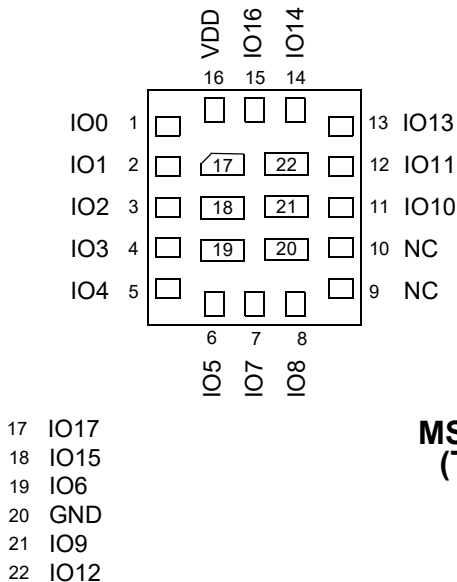 VDD IO16 IO14
16 15 14
IO0 1 13 IO13
IO1 2 17 22 12 IO11
IO2 3 18 21 11 IO10
IO3 4 19 20 10 NC
IO4 5 9 NC
6 7 8
IO5 IO7 IO8
17 IO17
18 IO15
19 IO6
20 GND
21 IO9
22 IO12